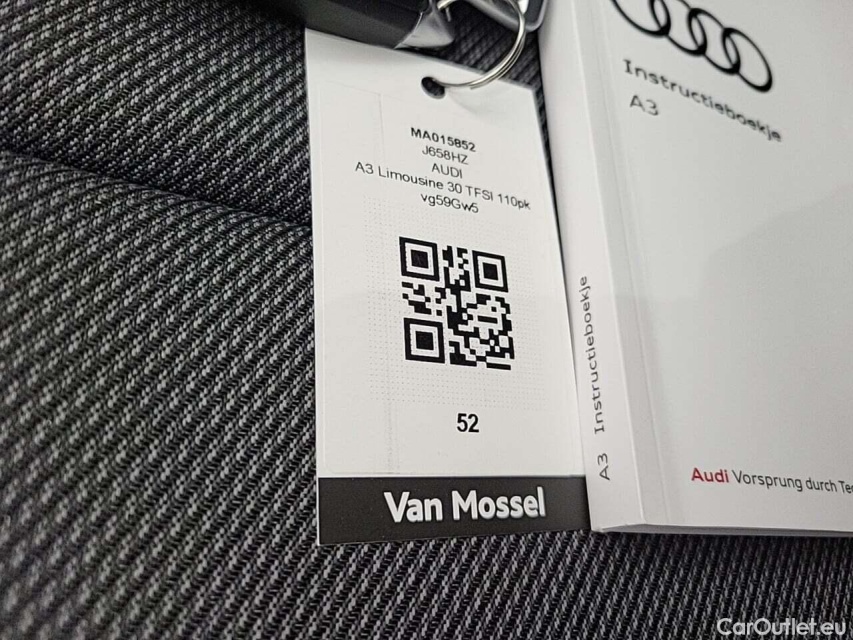 MA015852
J658HZ
AUDI
A3 Limousine 30 TFSI 110pk
vg59Gw5
52
Van Mossel
Instructieboekje
A3
A3 Instructieboekje
Audi Vorsprung durch Te
CarOutlet.eu